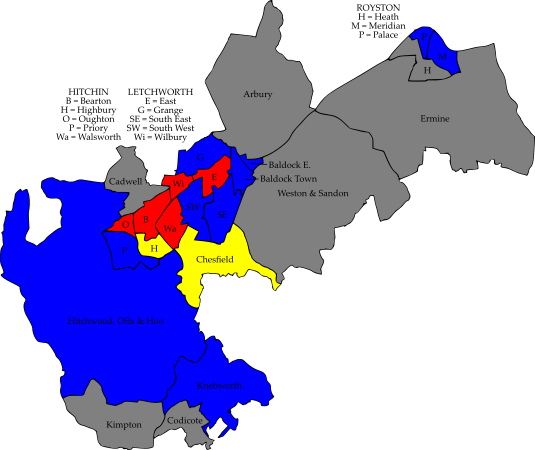 ROYSTON
H = Heath
M = Meridian
P = Palace
HITCHIN
B = Bearton
H = Highbury
O = Oughton
P = Priory
Wa = Walsworth
LETCHWORTH
E = East
G = Grange
SE = South East
SW = South West
Wi = Wilbury
P
M
H
Arbury
Ermine
G
Baldock E.
Baldock Town
Cadwell
Wi
E
Weston & Sandon
SW
SE
O
B
Wa
P
H
Chesfield
Hitchwood, Offa & Hoo
Knebworth
Kimpton
Codicote